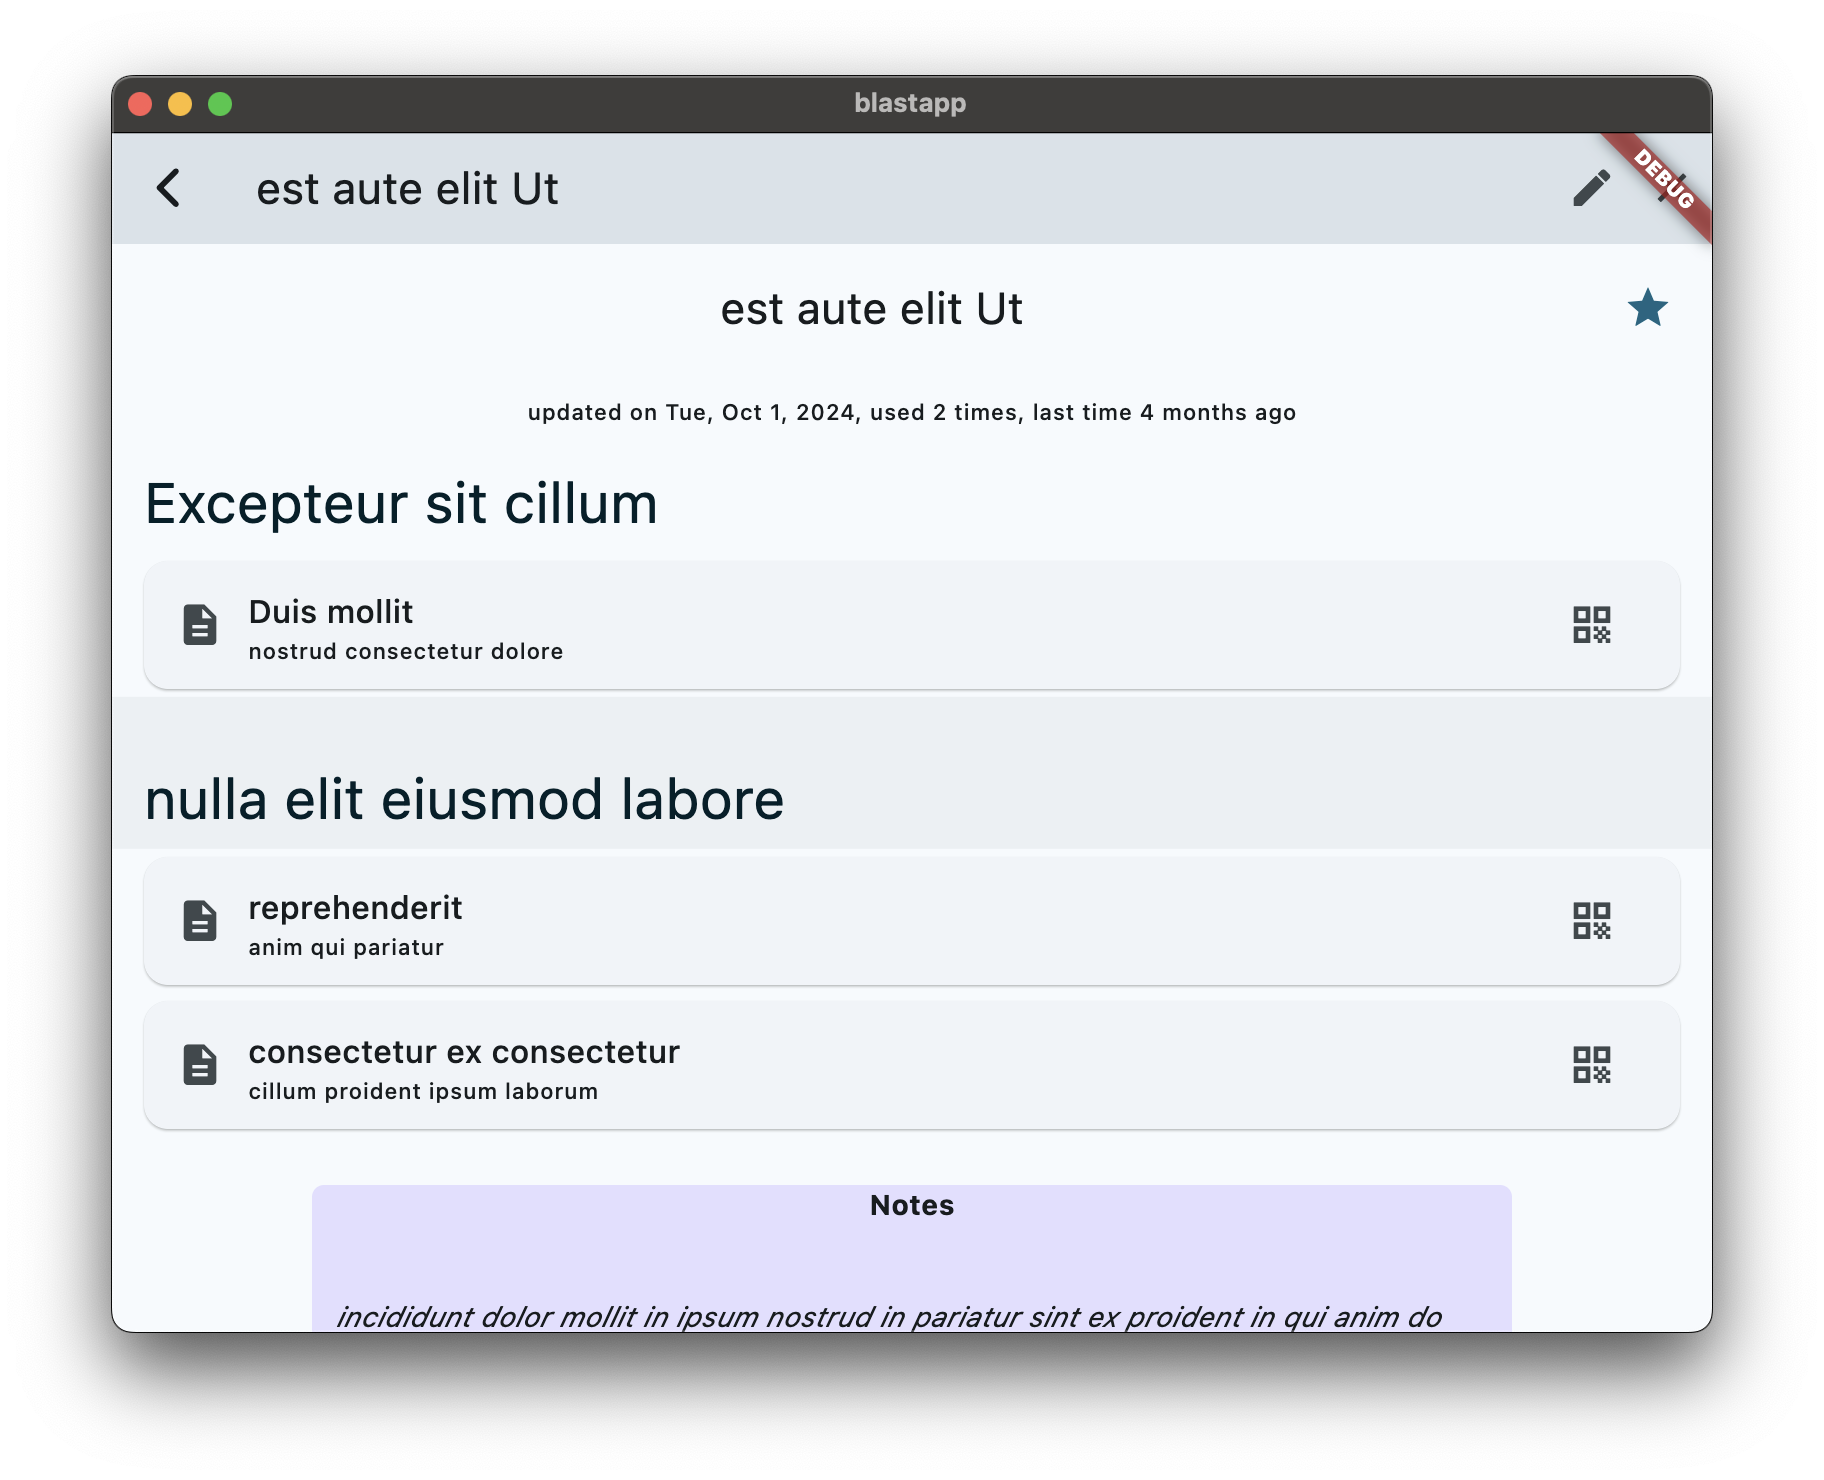 blastapp
est aute elit Ut
DEBUG
est aute elit Ut
updated on Tue, Oct 1, 2024, used 2 times, last time 4 months ago
Excepteur sit cillum
Duis mollit
nostrud consectetur dolore
nulla elit eiusmod labore
reprehenderit
anim qui pariatur
consectetur ex consectetur
cillum proident ipsum laborum
Notes
incididunt dolor mollit in ipsum nostrud in pariatur sint ex proident in qui anim do